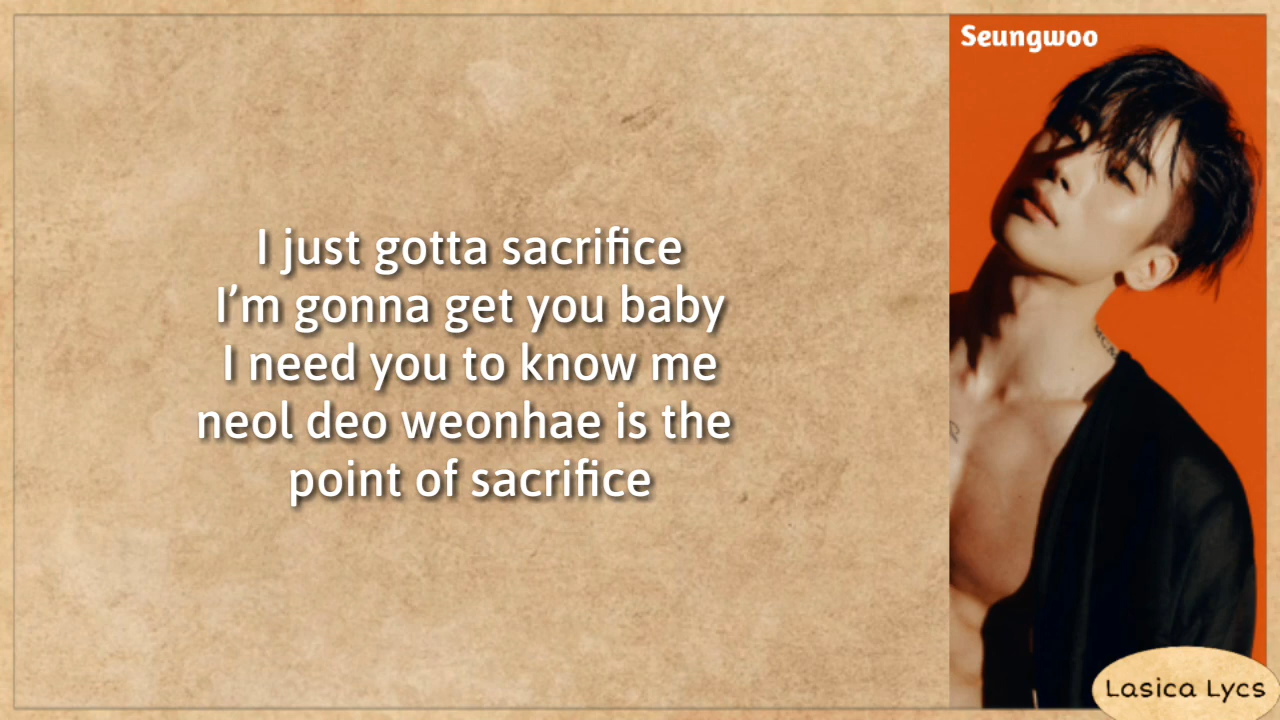 Seungwoo
I just gotta sacrifice
I’m gonna get you baby
I need you to know me
neol deo weonhae is the
point of sacrifice
Lasica Lycs